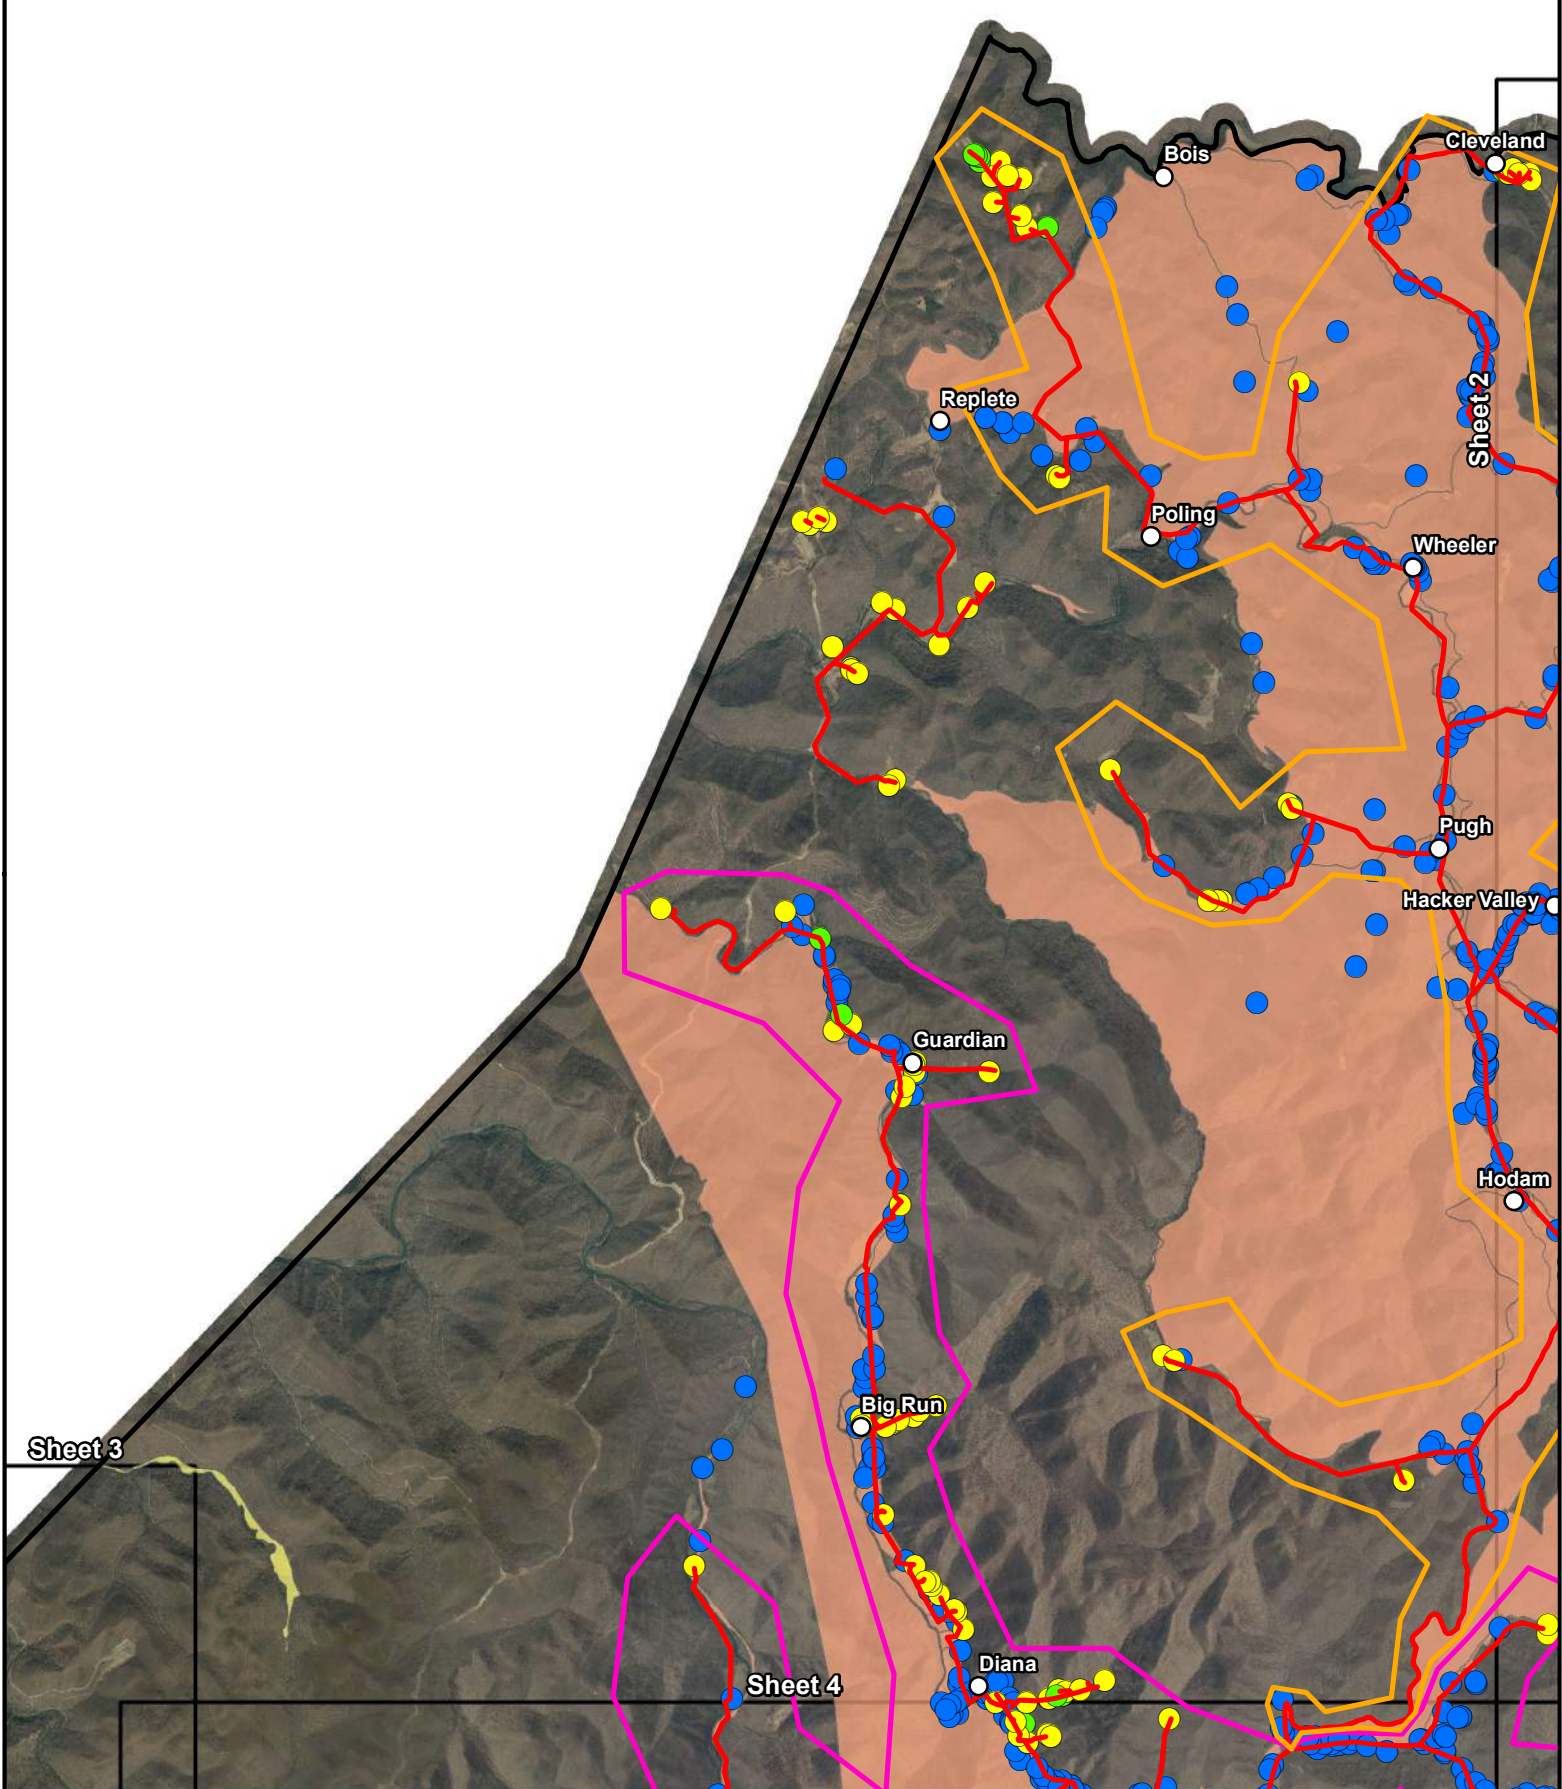 Cleveland
Bois
Sheet 2
Replete
Poling
Wheeler
Pugh
Hacker Valley
Guardian
Hodam
Big Run
Sheet 3
Diana
Sheet 4